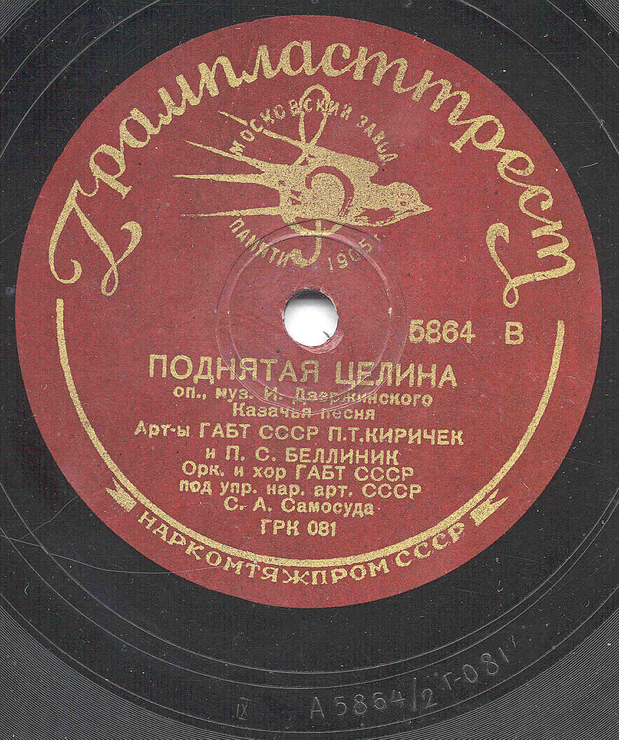 Грампласттрест
МОСКОВСКИЙ ЗАВОД
ПАМЯТИ 1905 г.
5864 В
ПОДНЯТАЯ ЦЕЛИНА
оп., муз. И. Дзержинского
Казачья песня
Арт-ы ГАБТ СССР П.Т.КИРИЧЕК
и П. С. БЕЛЛИНИК
Орк. и хор ГАБТ СССР
под упр. нар. арт. СССР
С. А. Самосуда
ГРК 081
НАРКОМТЯЖПРОМ СССР
IX А5864/2 Г-081